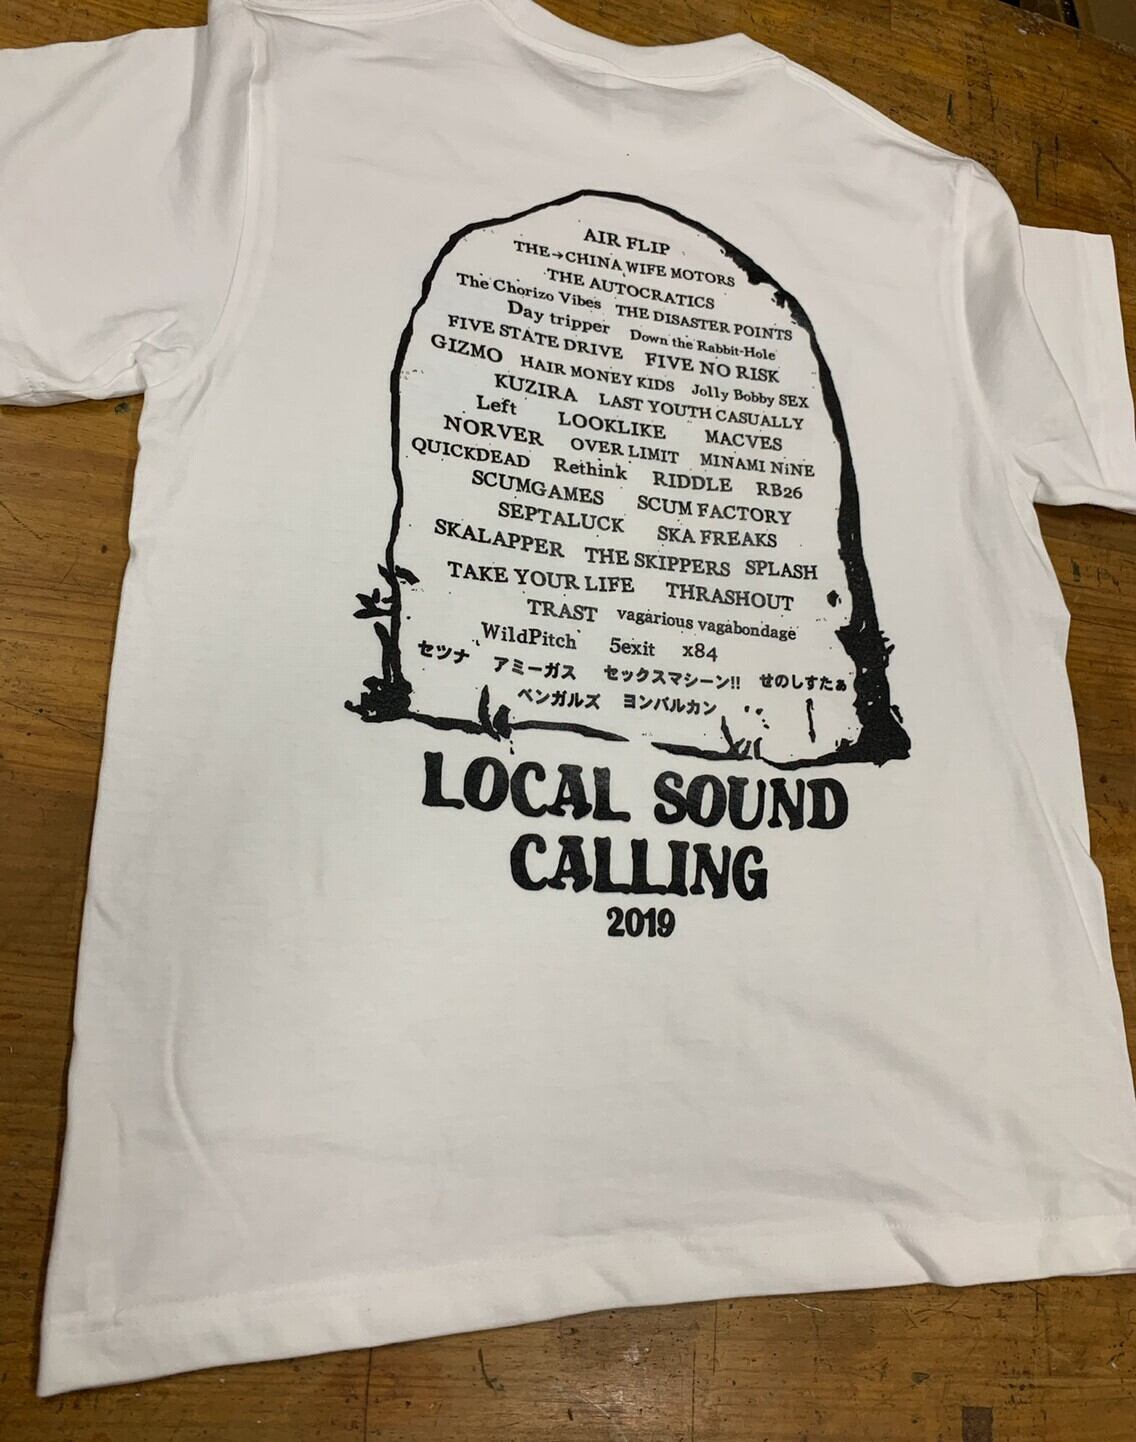 AIR FLIP
THE→CHINA WIFE MOTORS
THE AUTOCRATICS
The Chorizo Vibes THE DISASTER POINTS
Day tripper Down the Rabbit-Hole
FIVE STATE DRIVE FIVE NO RISK
GIZMO HAIR MONEY KIDS Jolly Bobby SEX
KUZIRA LAST YOUTH CASUALLY
Left LOOKLIKE MACVES
NORVER OVER LIMIT MINAMI NiNE
QUICKDEAD Rethink RIDDLE RB26
SCUMGAMES SCUM FACTORY
SEPTALUCK SKA FREAKS
SKALAPPER THE SKIPPERS SPLASH
TAKE YOUR LIFE THRASHOUT
TRAST vagarious vagabondage
WildPitch 5exit x84
セツナ アミーガス セックスマシーン!! せのしすたぁ
ベンガルズ ヨンバルカン
LOCAL SOUND
CALLING
2019